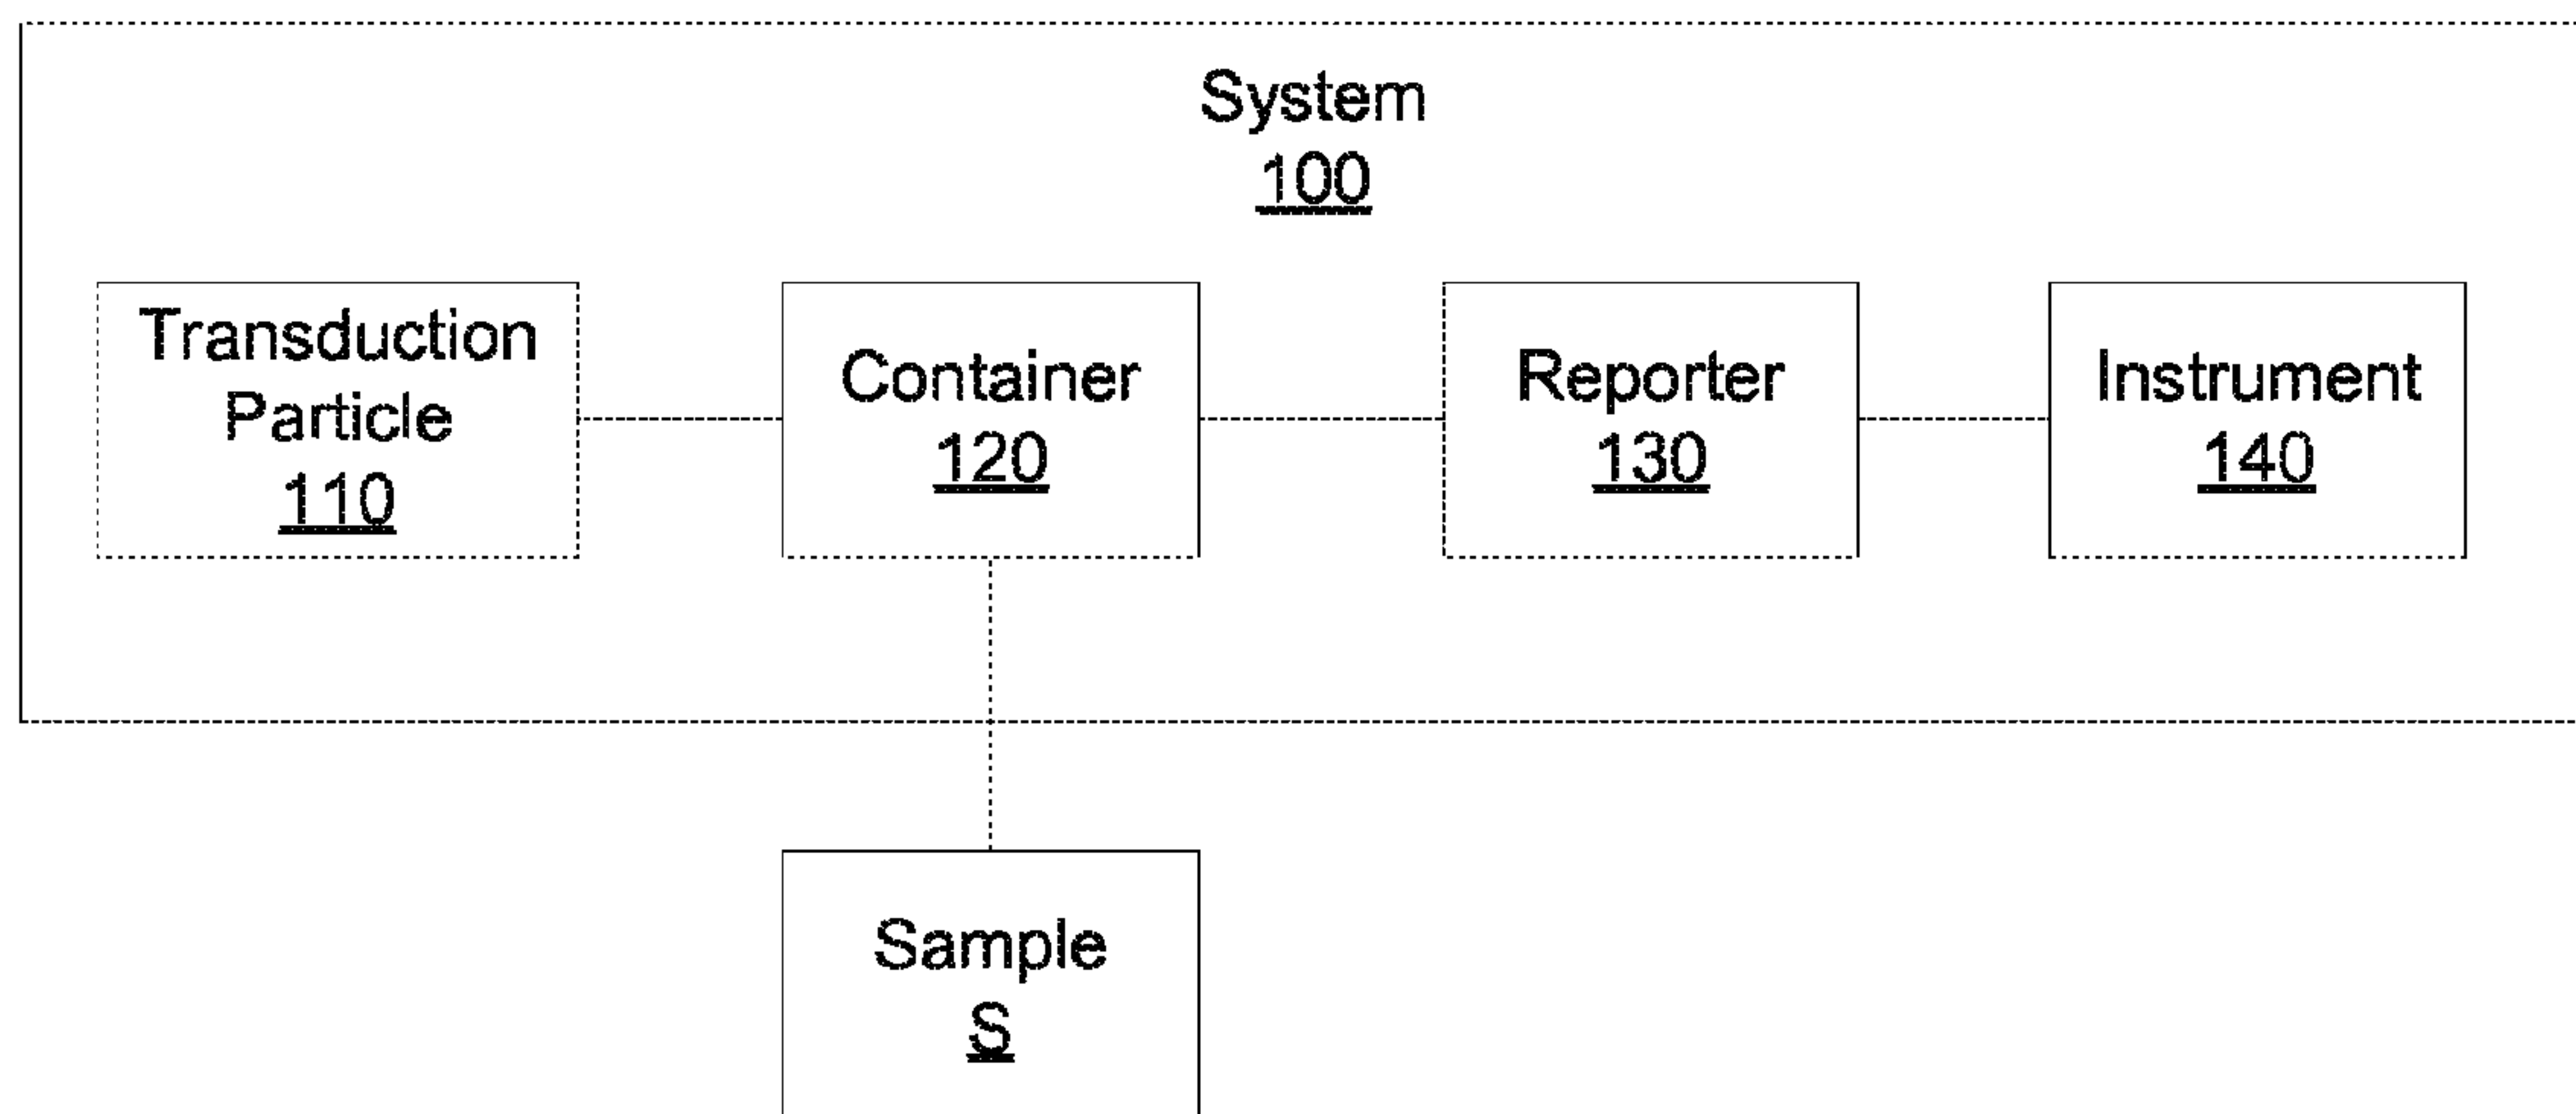 System
100
Transduction
Particle
110
Container
120
Reporter
130
Instrument
140
Sample
S